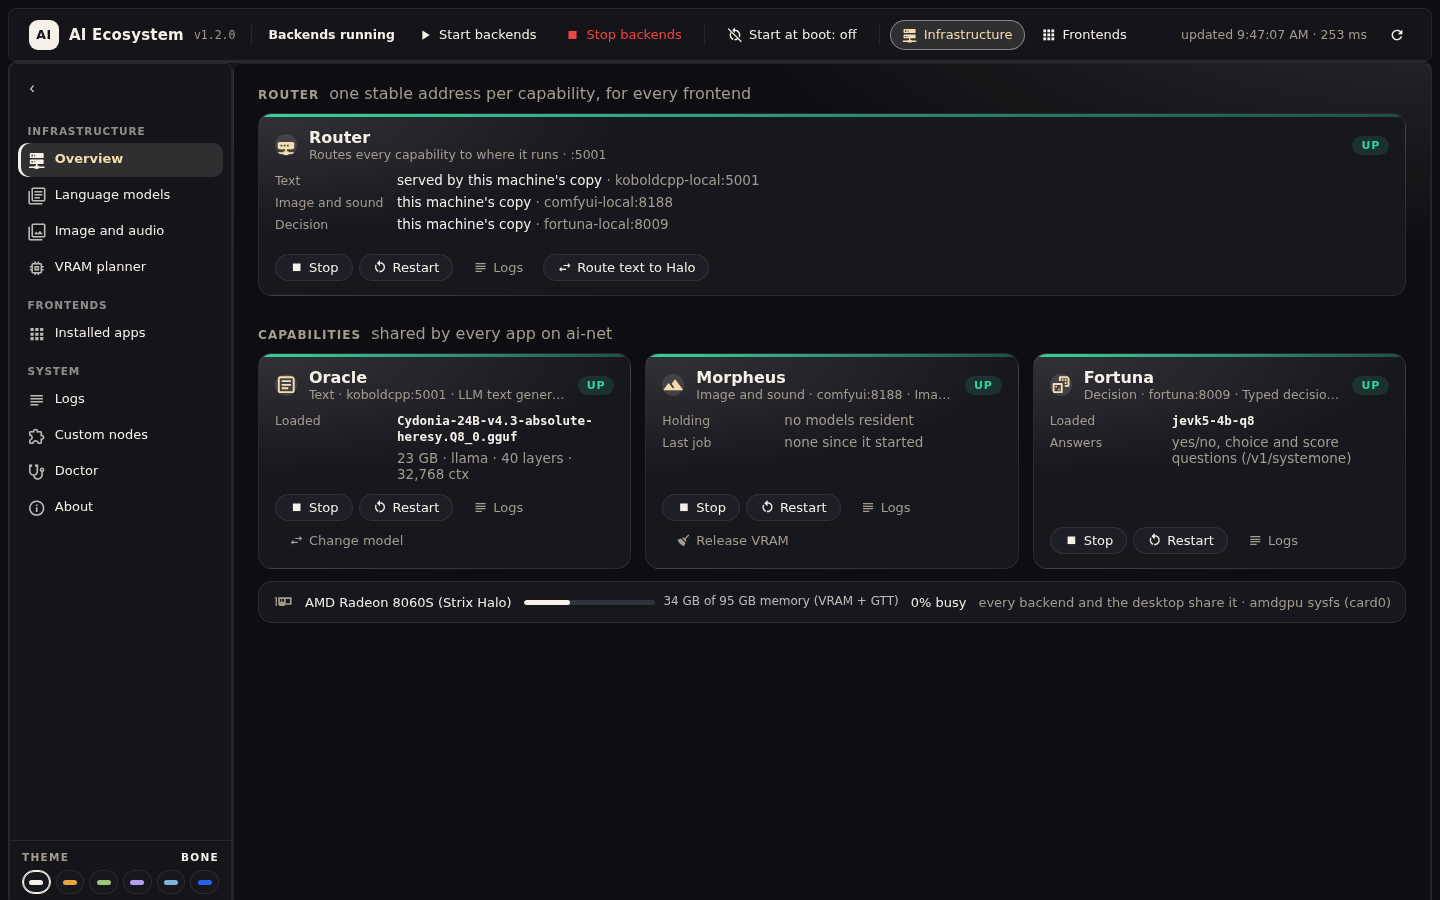 AI AI Ecosystem v1.2.0 Backends running Start backends Stop backends Start at boot: off Infrastructure Frontends updated 9:47:07 AM · 253 ms
‹
INFRASTRUCTURE
Overview
Language models
Image and audio
VRAM planner
FRONTENDS
Installed apps
SYSTEM
Logs
Custom nodes
Doctor
About
THEME BONE
ROUTER one stable address per capability, for every frontend
Router
Routes every capability to where it runs · :5001
UP
Text served by this machine's copy · koboldcpp-local:5001
Image and sound this machine's copy · comfyui-local:8188
Decision this machine's copy · fortuna-local:8009
Stop Restart Logs Route text to Halo
CAPABILITIES shared by every app on ai-net
Oracle
Text · koboldcpp:5001 · LLM text gener…
UP
Loaded Cydonia-24B-v4.3-absolute-
heresy.Q8_0.gguf
23 GB · llama · 40 layers ·
32,768 ctx
Stop Restart Logs
Change model
Morpheus
Image and sound · comfyui:8188 · Ima…
UP
Holding no models resident
Last job none since it started
Stop Restart Logs
Release VRAM
Fortuna
Decision · fortuna:8009 · Typed decisio…
UP
Loaded jevk5-4b-q8
Answers yes/no, choice and score
questions (/v1/systemone)
Stop Restart Logs
AMD Radeon 8060S (Strix Halo) 34 GB of 95 GB memory (VRAM + GTT) 0% busy every backend and the desktop share it · amdgpu sysfs (card0)